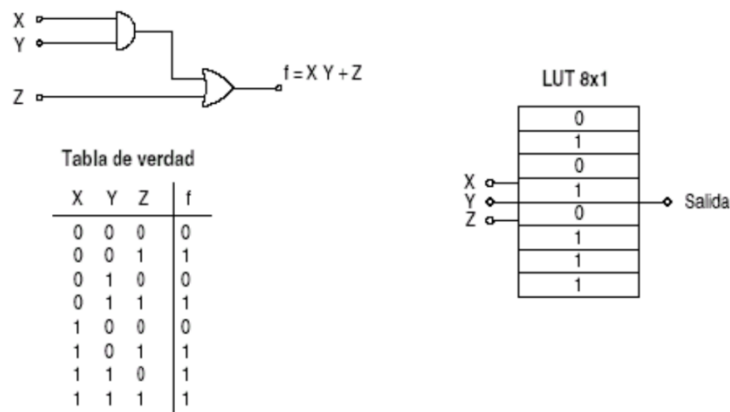 X
Y
Z
f = X Y + Z
Tabla de verdad
X Y Z f
0 0 0 0
0 0 1 1
0 1 0 0
0 1 1 1
1 0 0 0
1 0 1 1
1 1 0 1
1 1 1 1
LUT 8x1
0
1
0
1
0
1
1
1
X
Y
Z
Salida